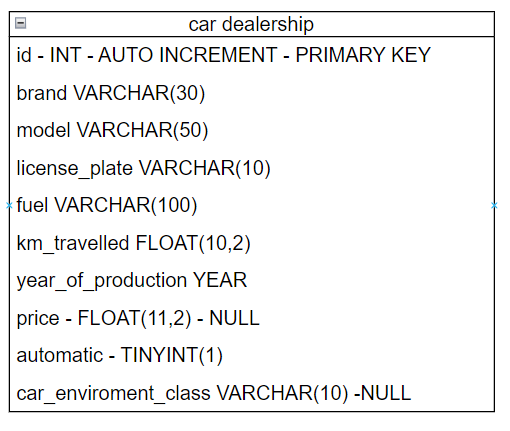 car dealership
id - INT - AUTO INCREMENT - PRIMARY KEY
brand VARCHAR(30)
model VARCHAR(50)
license_plate VARCHAR(10)
fuel VARCHAR(100)
km_travelled FLOAT(10,2)
year_of_production YEAR
price - FLOAT(11,2) - NULL
automatic - TINYINT(1)
car_enviroment_class VARCHAR(10) -NULL